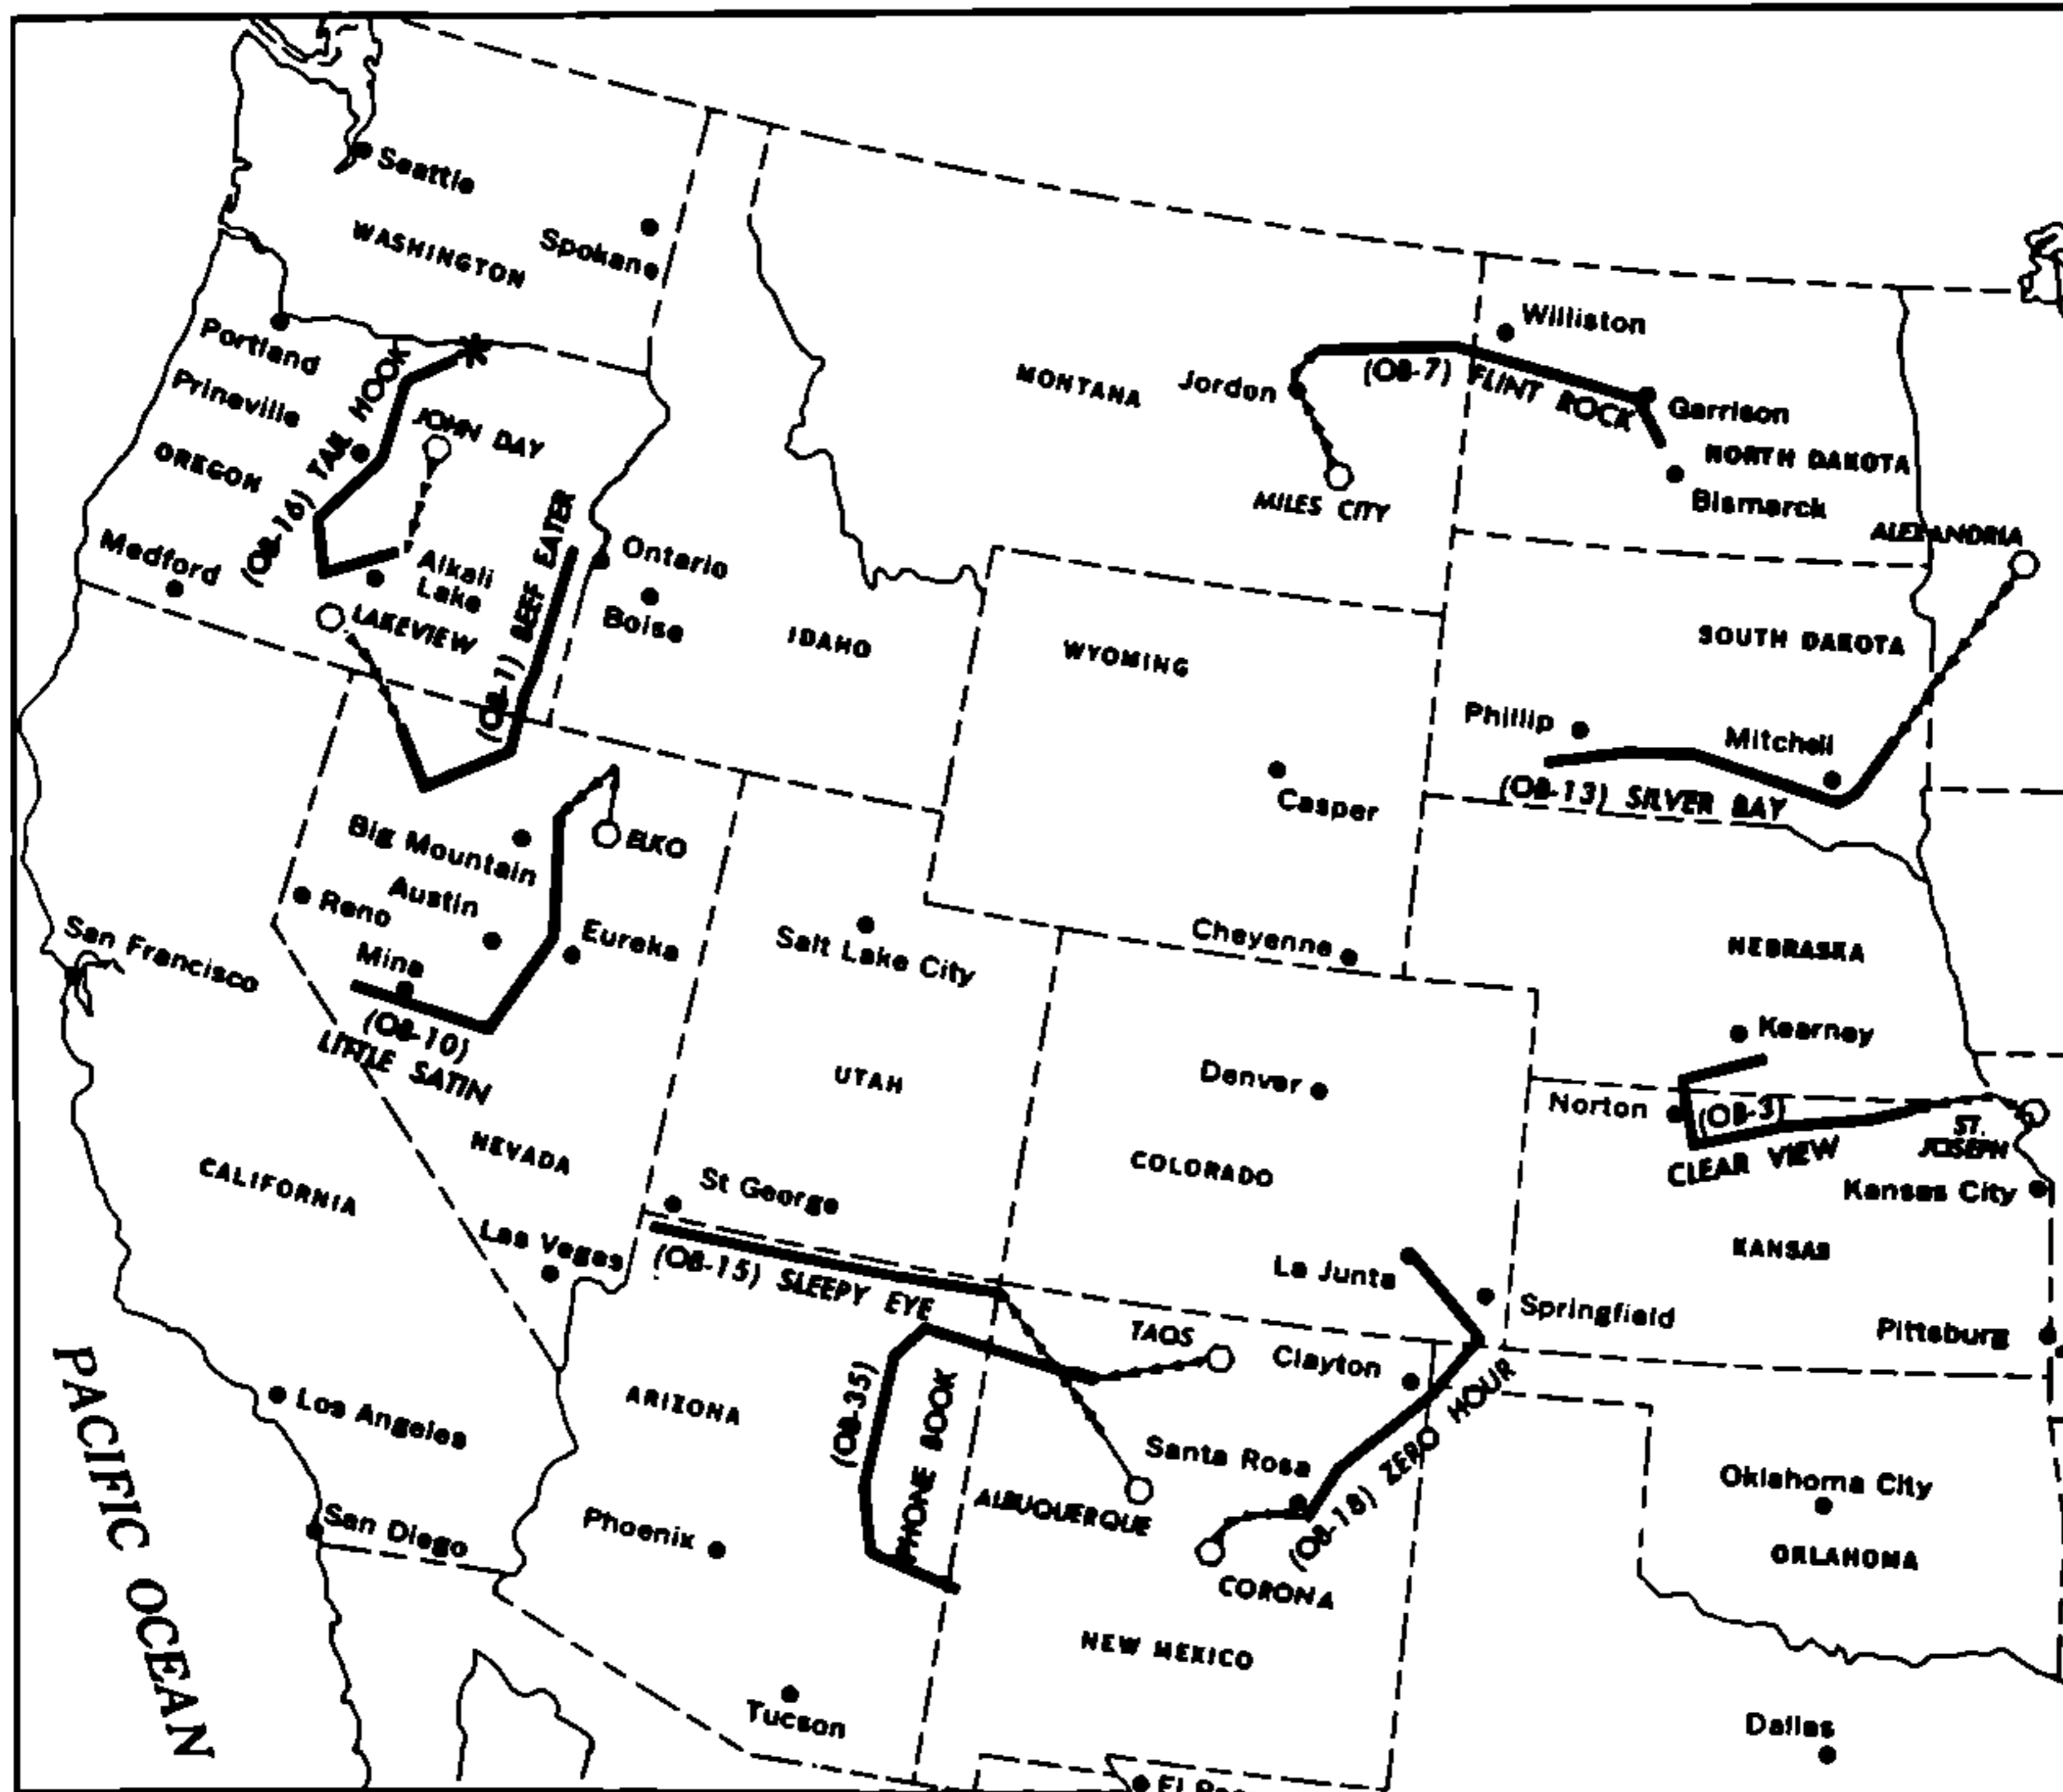 Seattle
WASHINGTON
Spokane
Portland
Prineville
OREGON
(OB-16) TAIL HOOK
JOHN DAY
Medford
Alkali
Lake
LAKEVIEW
(OB-1) BEEF EATER
Ontario
Boise
IDAHO
MONTANA
Jordon
(OB-7) FLINT ROCK
Williston
Garrison
NORTH DAKOTA
Bismarck
MILES CITY
ALEXANDRIA
WYOMING
SOUTH DAKOTA
Phillip
Mitchell
(OB-13) SILVER BAY
Casper
Big Mountain
ELKO
Austin
Reno
Eureka
Mina
San Francisco
(OB-10)
LITTLE SATIN
Salt Lake City
Cheyenne
NEBRASKA
Kearney
UTAH
Denver
Norton
(OB-3)
ST.
JOSEPH
CLEAR VIEW
Kansas City
NEVADA
CALIFORNIA
COLORADO
St George
Las Vegas
(OB-15) SLEEPY EYE
La Junta
KANSAS
Springfield
Pittsburg
TAOS
Clayton
PACIFIC OCEAN
Los Angeles
ARIZONA
(OB-35)
PHONE BOOK
Santa Rosa
(OB-18) ZERO HOUR
Oklahoma City
San Diego
Phoenix
ALBUQUERQUE
OKLAHOMA
CORONA
NEW MEXICO
Tucson
Dallas